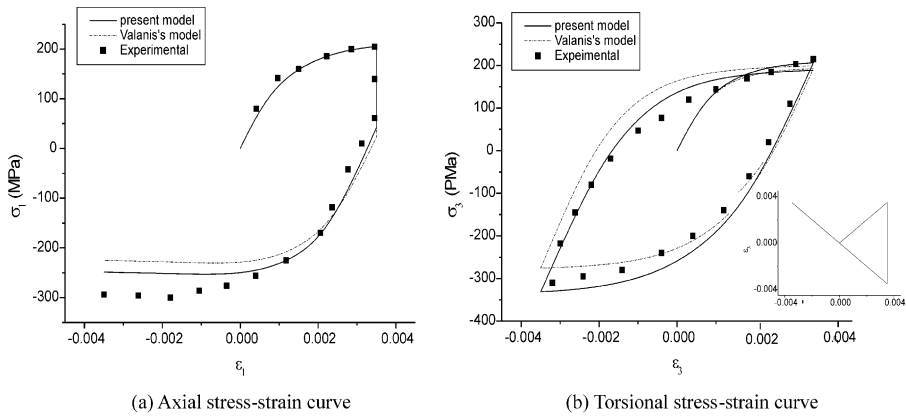 present model
Valanis's model
Experimental
200
100
0
-100
-200
-300
σ1 (MPa)
-0.004
-0.002
0.000
0.002
0.004
ε1
(a) Axial stress-strain curve
present model
Valanis's model
Expeimental
300
200
100
0
-100
-200
-300
-400
σ3 (PMa)
0.004
0.000
-0.004
-0.004
0.000
0.004
-0.004
-0.002
0.000
0.002
0.004
ε3
(b) Torsional stress-strain curve